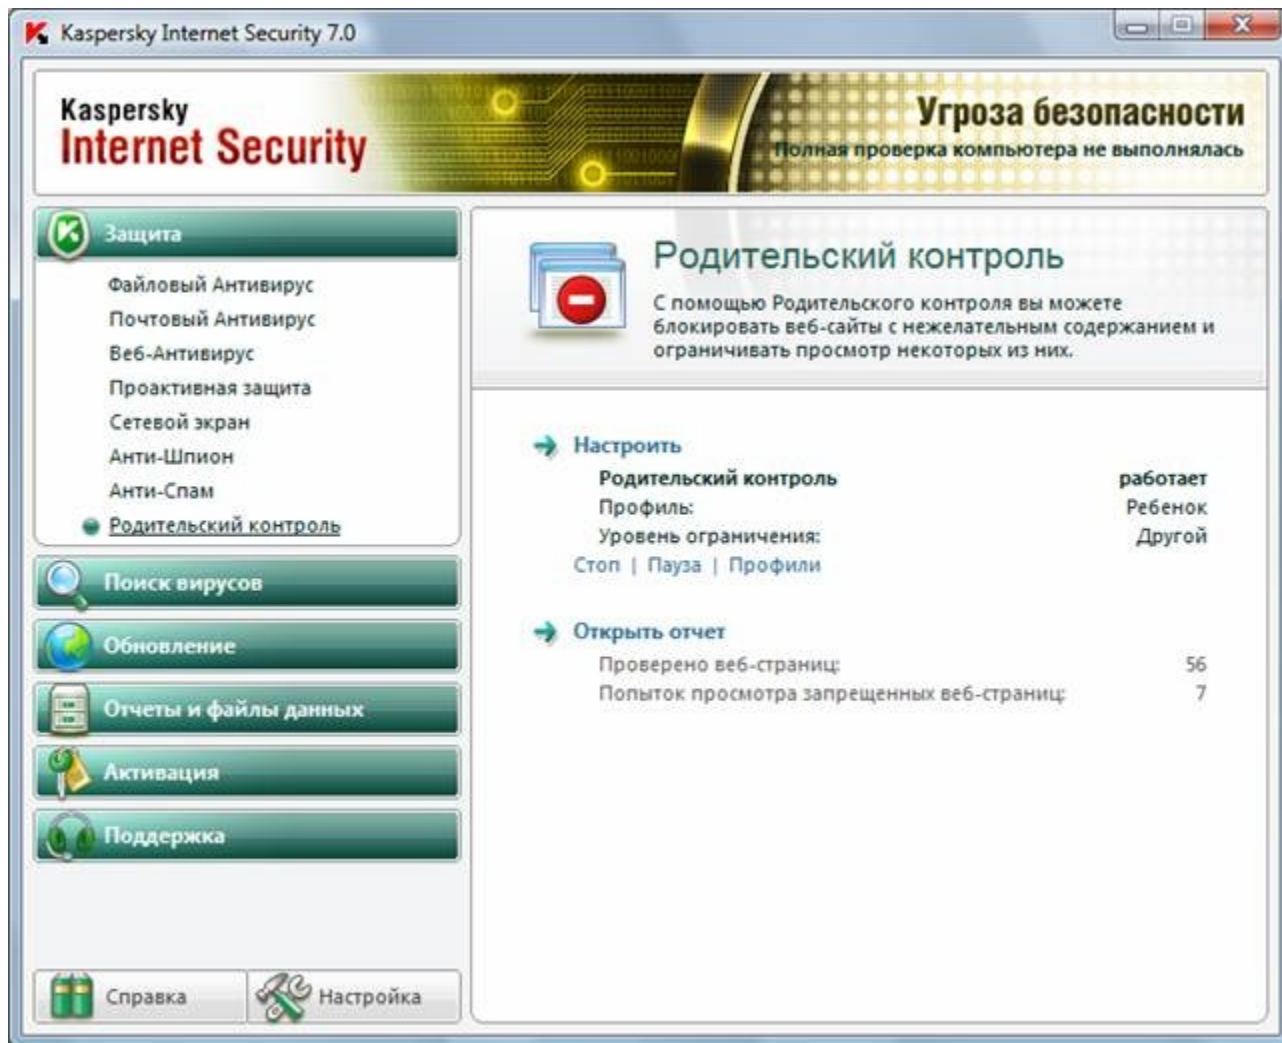 Kaspersky Internet Security 7.0
Kaspersky
Internet Security
Угроза безопасности
Полная проверка компьютера не выполнялась
Защита
Файловый Антивирус
Почтовый Антивирус
Веб-Антивирус
Проактивная защита
Сетевой экран
Анти-Шпион
Анти-Спам
Родительский контроль
Поиск вирусов
Обновление
Отчеты и файлы данных
Активация
Поддержка
Справка
Настройка
Родительский контроль
С помощью Родительского контроля вы можете
блокировать веб-сайты с нежелательным содержанием и
ограничивать просмотр некоторых из них.
Настроить
Родительский контроль работает
Профиль: Ребенок
Уровень ограничения: Другой
Стоп | Пауза | Профили
Открыть отчет
Проверено веб-страниц: 56
Попыток просмотра запрещенных веб-страниц: 7